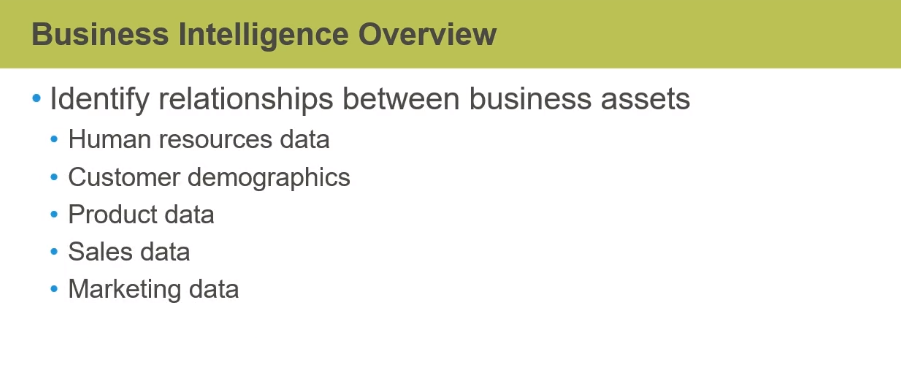 Business Intelligence Overview
• Identify relationships between business assets
• Human resources data
• Customer demographics
• Product data
• Sales data
• Marketing data